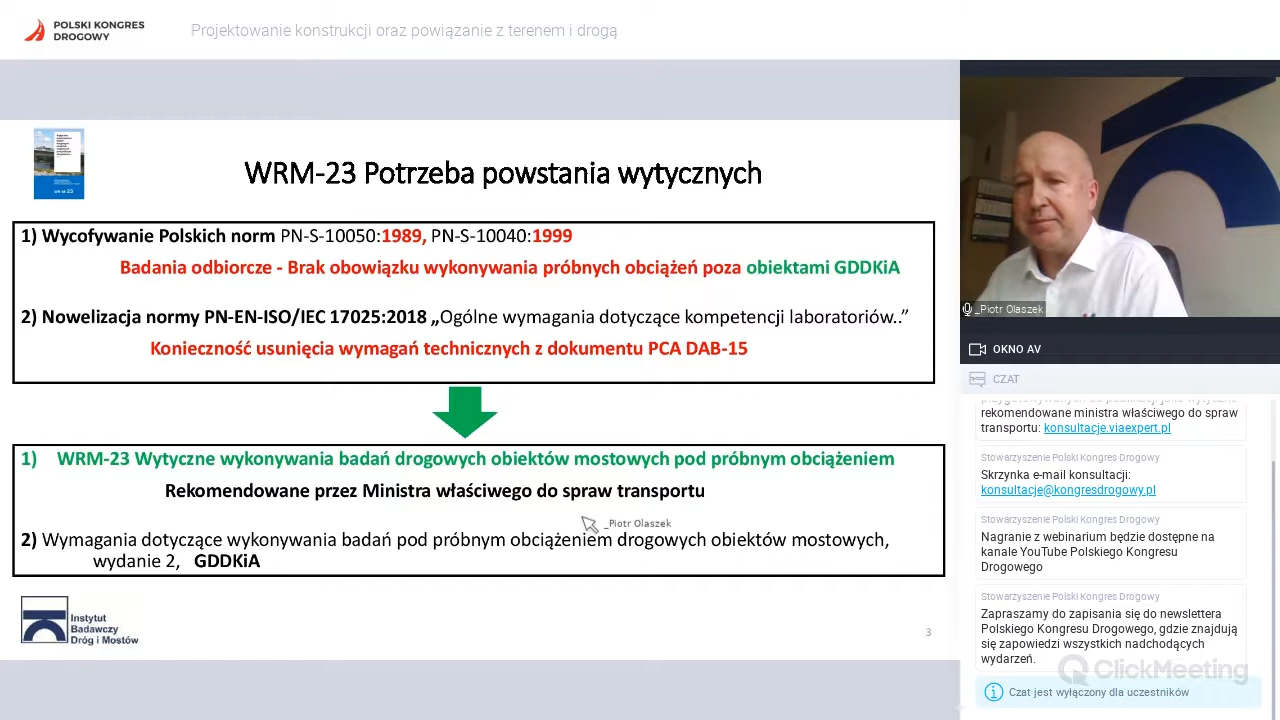 POLSKI KONGRES
DROGOWY
Projektowanie konstrukcji oraz powiązanie z terenem i drogą
WRM-23 Potrzeba powstania wytycznych
1) Wycofywanie Polskich norm PN-S-10050:1989, PN-S-10040:1999
Badania odbiorcze - Brak obowiązku wykonywania próbnych obciążeń poza obiektami GDDKiA
2) Nowelizacja normy PN-EN-ISO/IEC 17025:2018 „Ogólne wymagania dotyczące kompetencji laboratoriów..”
Konieczność usunięcia wymagań technicznych z dokumentu PCA DAB-15
1) WRM-23 Wytyczne wykonywania badań drogowych obiektów mostowych pod próbnym obciążeniem
Rekomendowane przez Ministra właściwego do spraw transportu
_Piotr Olaszek
2) Wymagania dotyczące wykonywania badań pod próbnym obciążeniem drogowych obiektów mostowych,
wydanie 2, GDDKiA
Instytut
Badawczy
Dróg i Mostów
3
_Piotr Olaszek
OKNO AV
CZAT
rekomendowane ministra właściwego do spraw
transportu: konsultacje.viaexpert.pl
Stowarzyszenie Polski Kongres Drogowy
Skrzynka e-mail konsultacji:
konsultacje@kongresdrogowy.pl
Stowarzyszenie Polski Kongres Drogowy
Nagranie z webinarium będzie dostępne na
kanale YouTube Polskiego Kongresu
Drogowego
Stowarzyszenie Polski Kongres Drogowy
Zapraszamy do zapisania się do newslettera
Polskiego Kongresu Drogowego, gdzie znajdują
się zapowiedzi wszystkich nadchodzących
wydarzeń.
ClickMeeting
Czat jest wyłączony dla uczestników